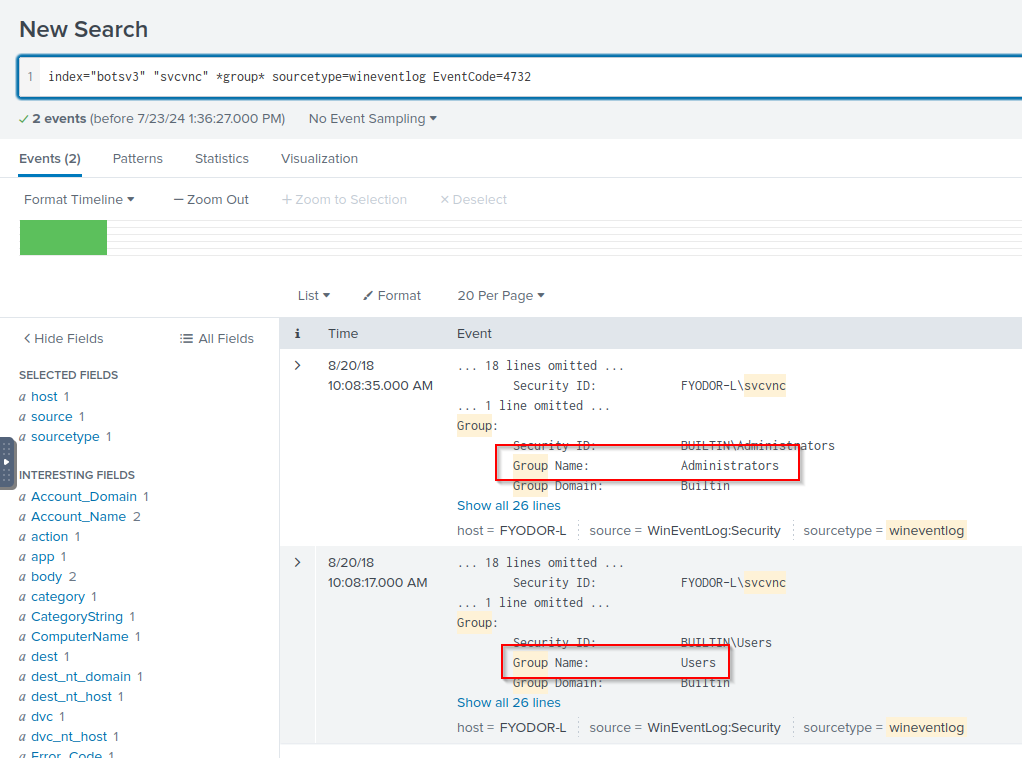 New Search
1 index="botsv3" "svcvnc" *group* sourcetype=wineventlog EventCode=4732
✓ 2 events (before 7/23/24 1:36:27.000 PM) No Event Sampling
Events (2) Patterns Statistics Visualization
Format Timeline — Zoom Out + Zoom to Selection × Deselect
List Format 20 Per Page
< Hide Fields All Fields
SELECTED FIELDS
a host 1
a source 1
a sourcetype 1
INTERESTING FIELDS
a Account_Domain 1
a Account_Name 2
a action 1
a app 1
a body 2
a category 1
a CategoryString 1
a ComputerName 1
a dest 1
a dest_nt_domain 1
a dest_nt_host 1
a dvc 1
a dvc_nt_host 1
a Error_Code 1
i Time Event
> 8/20/18 10:08:35.000 AM
... 18 lines omitted ...
Security ID: FYODOR-L\svcvnc
... 1 line omitted ...
Group:
Security ID: BUILTIN\Administrators
Group Name: Administrators
Group Domain: Builtin
Show all 26 lines
host = FYODOR-L source = WinEventLog:Security sourcetype = wineventlog
> 8/20/18 10:08:17.000 AM
... 18 lines omitted ...
Security ID: FYODOR-L\svcvnc
... 1 line omitted ...
Group:
Security ID: BUILTIN\Users
Group Name: Users
Group Domain: Builtin
Show all 26 lines
host = FYODOR-L source = WinEventLog:Security sourcetype = wineventlog